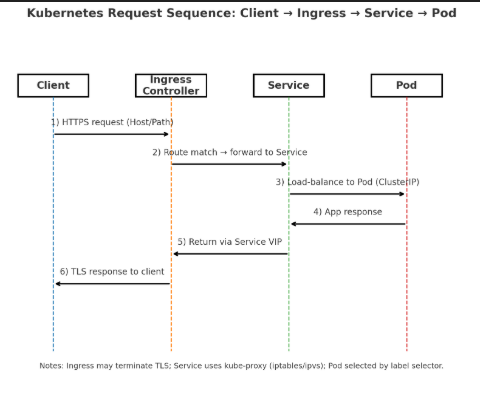 Kubernetes Request Sequence: Client → Ingress → Service → Pod
Client
Ingress
Controller
Service
Pod
1) HTTPS request (Host/Path)
2) Route match → forward to Service
3) Load-balance to Pod (ClusterIP)
4) App response
5) Return via Service VIP
6) TLS response to client
Notes: Ingress may terminate TLS; Service uses kube-proxy (iptables/ipvs); Pod selected by label selector.